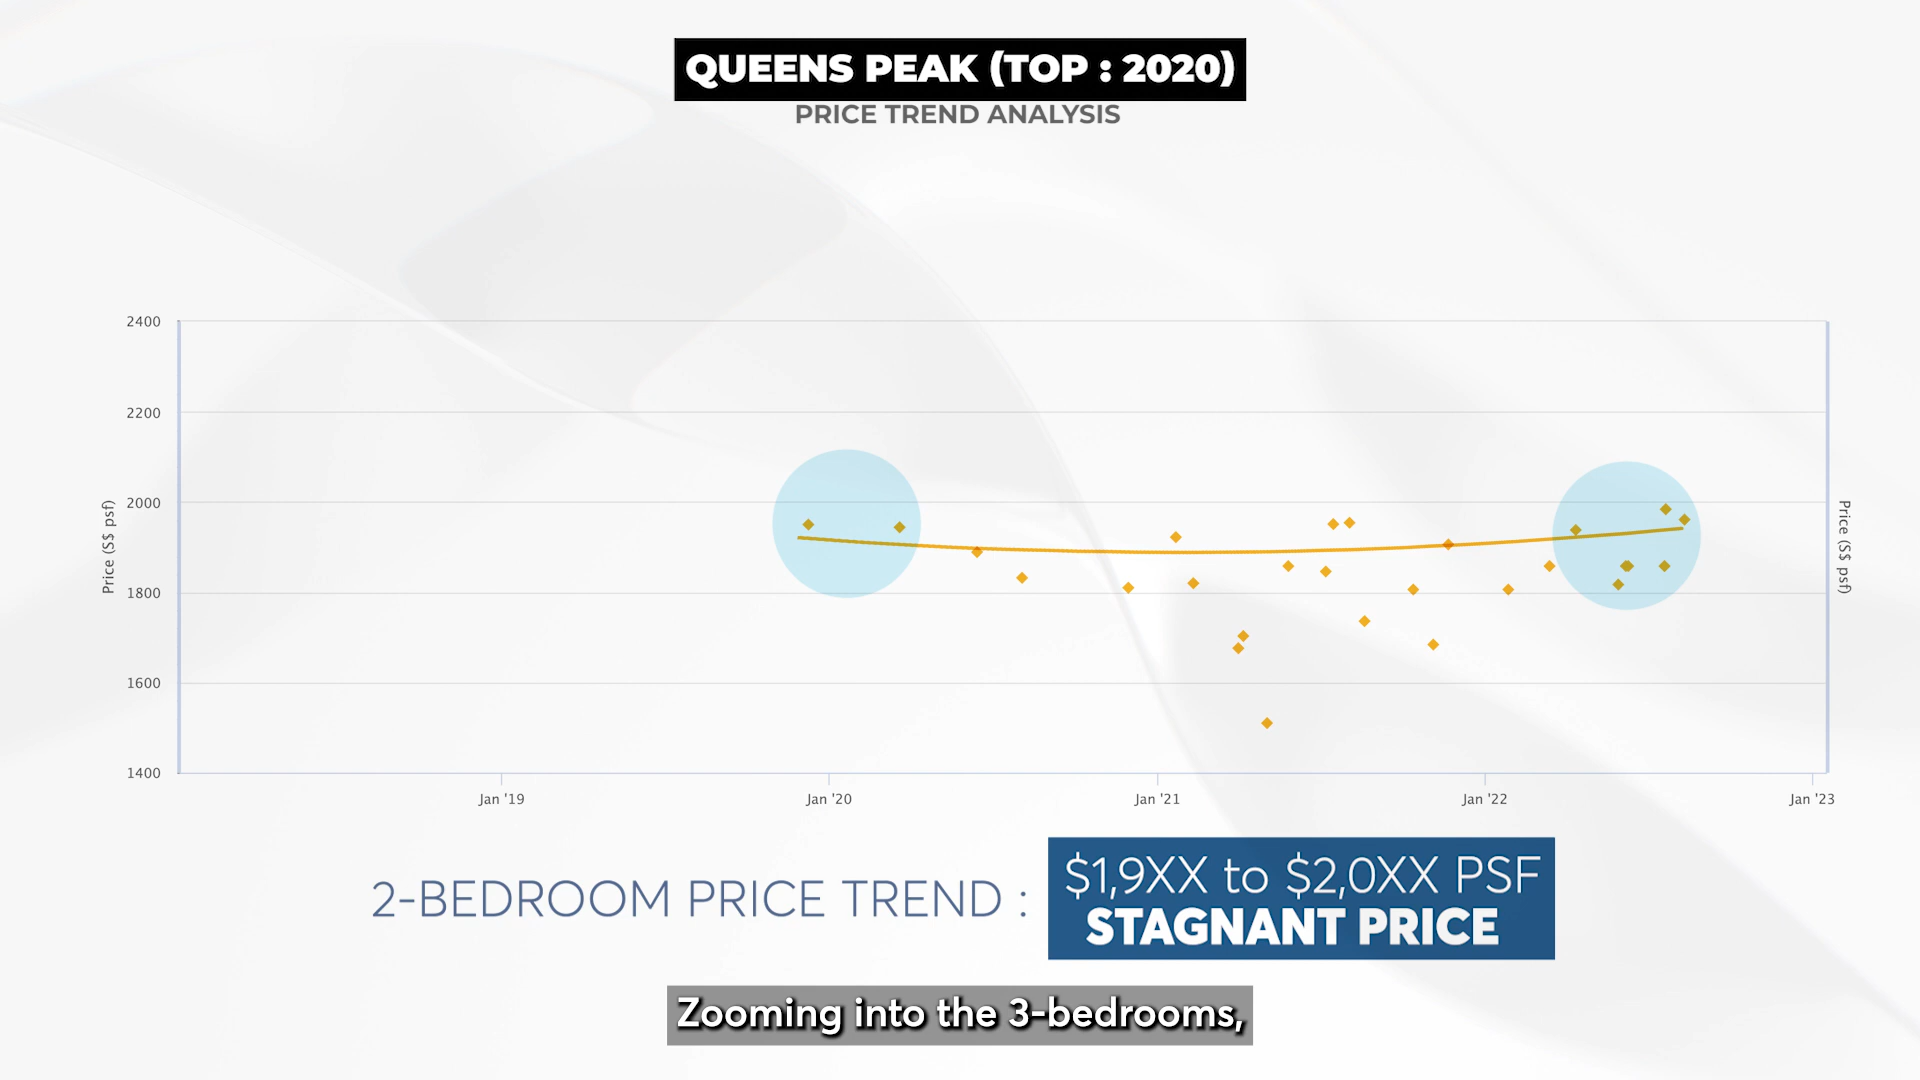 QUEENS PEAK (TOP : 2020)
PRICE TREND ANALYSIS
2400
2200
2000
1800
1600
1400
Price (S$ psf)
Price (S$ psf)
Jan '19
Jan '20
Jan '21
Jan '22
Jan '23
2-BEDROOM PRICE TREND :
$1,9XX to $2,0XX PSF
STAGNANT PRICE
Zooming into the 3-bedrooms,